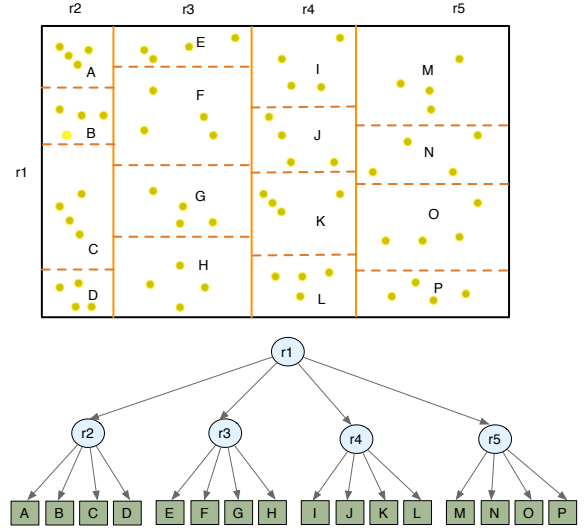 r2 r3 r4 r5
E
I
A
M
F
B
J
N
r1
G
K
O
C
H
D
L
P
r1
r2 r3 r4 r5
A B C D E F G H I J K L M N O P